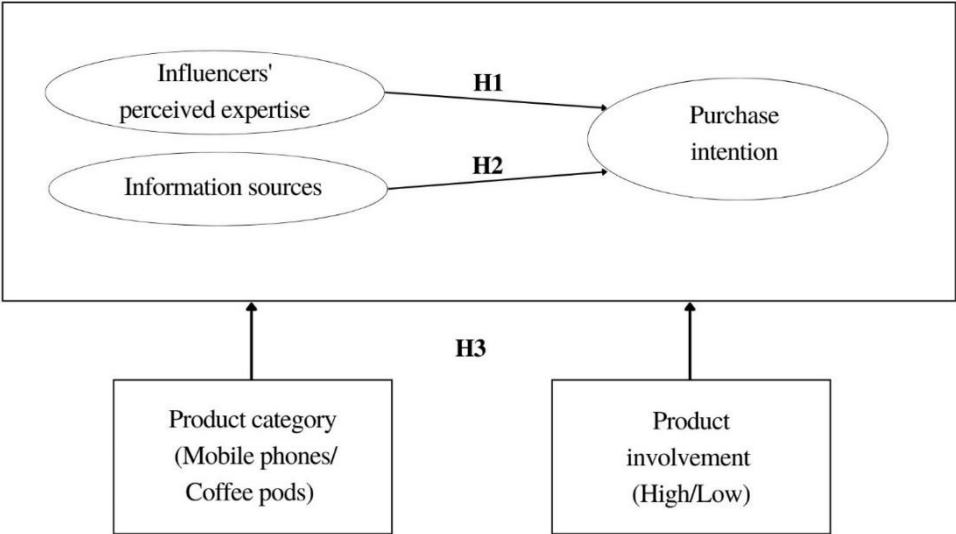 Influencers'
perceived expertise
H1
Purchase
intention
Information sources
H2
H3
Product category
(Mobile phones/
Coffee pods)
Product
involvement
(High/Low)